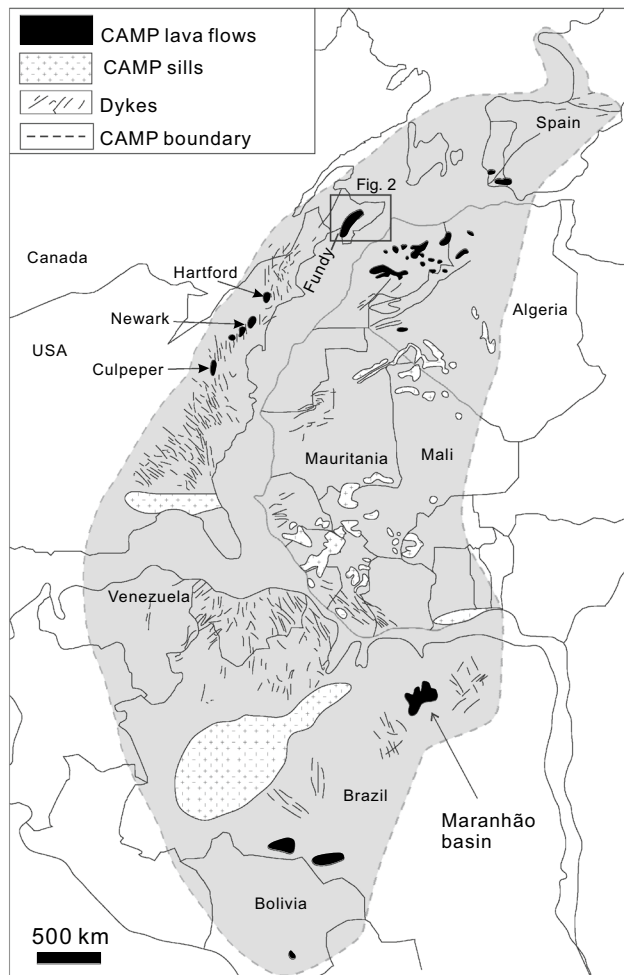 CAMP lava flows
CAMP sills
Dykes
CAMP boundary
Spain
Fig. 2
Fundy
Canada
Hartford
Algeria
Newark
USA
Culpeper
Mauritania
Mali
Venezuela
Brazil
Maranhão
basin
Bolivia
500 km